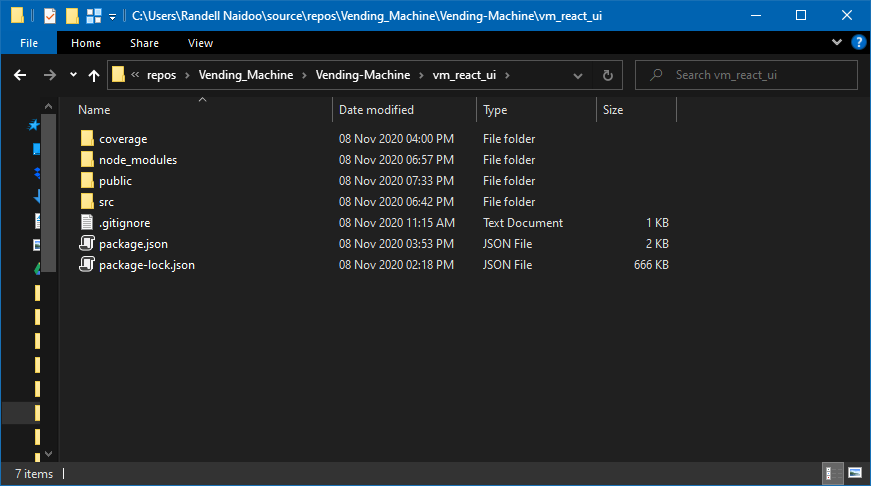 C:\Users\Randell Naidoo\source\repos\Vending_Machine\Vending-Machine\vm_react_ui
File Home Share View
« repos › Vending_Machine › Vending-Machine › vm_react_ui › Search vm_react_ui
Name Date modified Type Size
coverage 08 Nov 2020 04:00 PM File folder
node_modules 08 Nov 2020 06:57 PM File folder
public 08 Nov 2020 07:33 PM File folder
src 08 Nov 2020 06:42 PM File folder
.gitignore 08 Nov 2020 11:15 AM Text Document 1 KB
package.json 08 Nov 2020 03:53 PM JSON File 2 KB
package-lock.json 08 Nov 2020 02:18 PM JSON File 666 KB
7 items